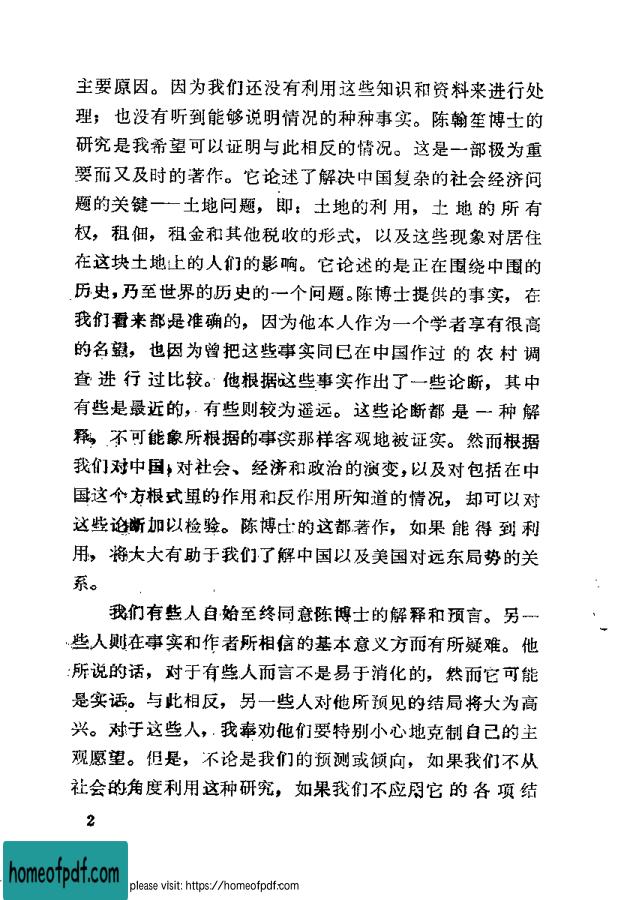 主要原因。因为我们还没有利用这些知识和资料来进行处
理；也没有听到能够说明情况的种种事实。陈翰笙博士的
研究是我希望可以证明与此相反的情况。这是一部极为重
要而又及时的著作。它论述了解决中国复杂的社会经济问
题的关键——土地问题，即：土地的利用，土地的所有
权，租佃，租金和其他税收的形式，以及这些现象对居住
在这块土地上的人们的影响。它论述的是正在围绕中围的
历史，乃至世界的历史的一个问题。陈博士提供的事实，在
我们看来都是准确的，因为他本人作为一个学者享有很高
的名望，也因为曾把这些事实同已在中国作过的农村调
查进行过比较。他根据这些事实作出了一些论断，其中
有些是最近的，有些则较为遥远。这些论断都是一种解
释，不可能象所根据的事实那样客观地被证实。然而根据
我们对中国，对社会、经济和政治的演变，以及对包括在中
国这个方根式里的作用和反作用所知道的情况，却可以对
这些论断加以检验。陈博士的这都著作，如果能得到利
用，将大大有助于我们了解中国以及美国对远东局势的关
系。
我们有些人自始至终同意陈博士的解释和预言。另一
些人则在事实和作者所相信的基本意义方而有所疑难。他
所说的话，对于有些人而言不是易于消化的，然而它可能
是实话。与此相反，另一些人对他所预见的结局将大为高
兴。对于这些人，我奉劝他们要特别小心地克制自己的主
观愿望。但是，不论是我们的预测或倾向，如果我们不从
社会的角度利用这种研究，如果我们不应用它的各项结
2
homeofpdf.com
please visit: https://homeofpdf.com